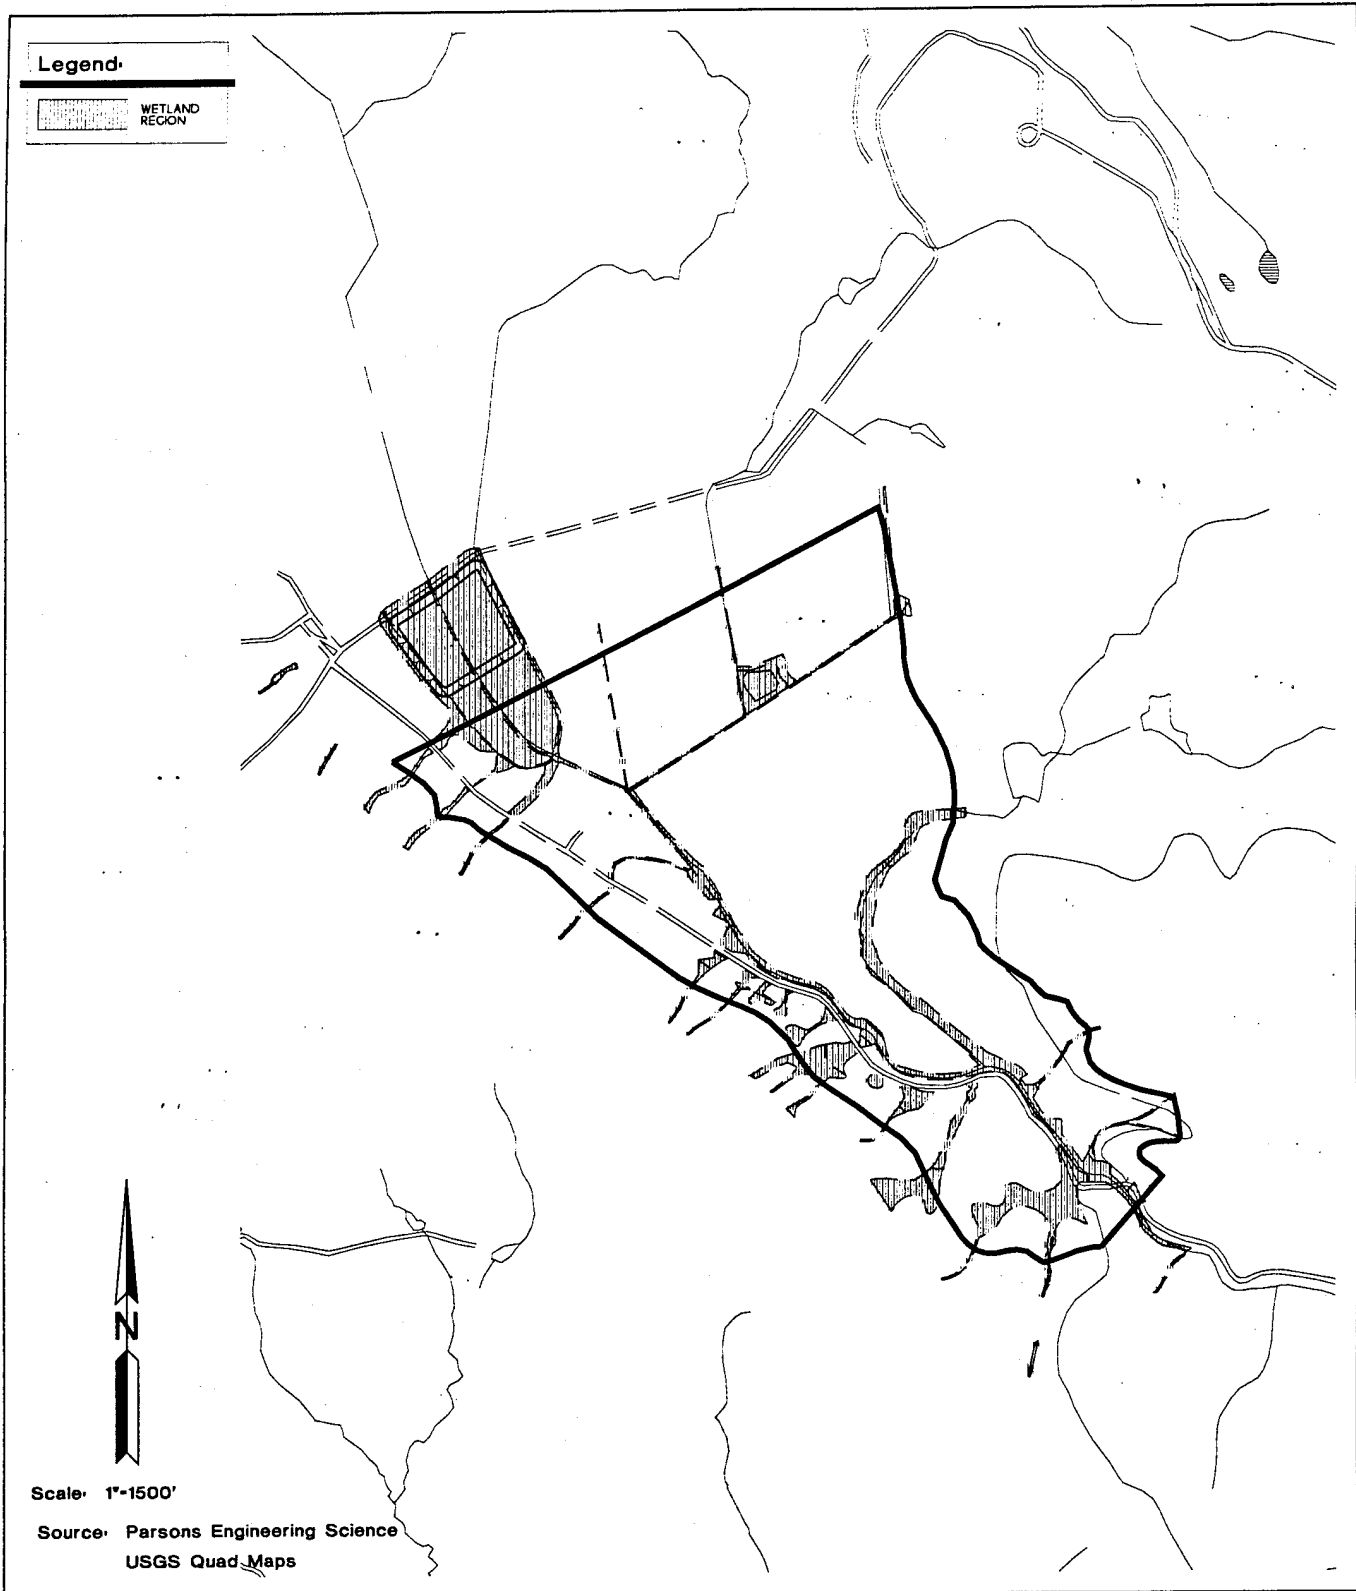 Legend:
WETLAND
REGION
N
Scale: 1"-1500'
Source: Parsons Engineering Science
USGS Quad Maps